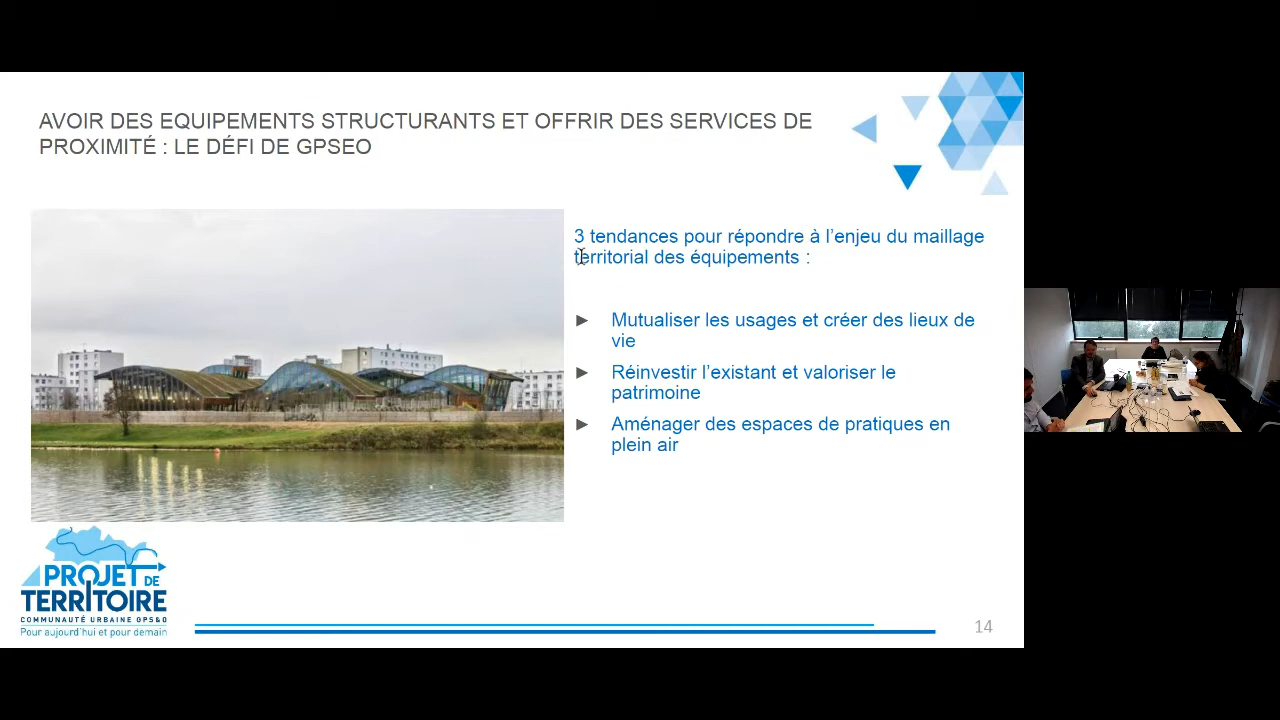 AVOIR DES EQUIPEMENTS STRUCTURANTS ET OFFRIR DES SERVICES DE
PROXIMITÉ : LE DÉFI DE GPSEO
3 tendances pour répondre à l'enjeu du maillage
territorial des équipements :
► Mutualiser les usages et créer des lieux de
vie
► Réinvestir l'existant et valoriser le
patrimoine
► Aménager des espaces de pratiques en
plein air
PROJET DE
TERRITOIRE
COMMUNAUTÉ URBAINE GPS&O
Pour aujourd'hui et pour demain
14